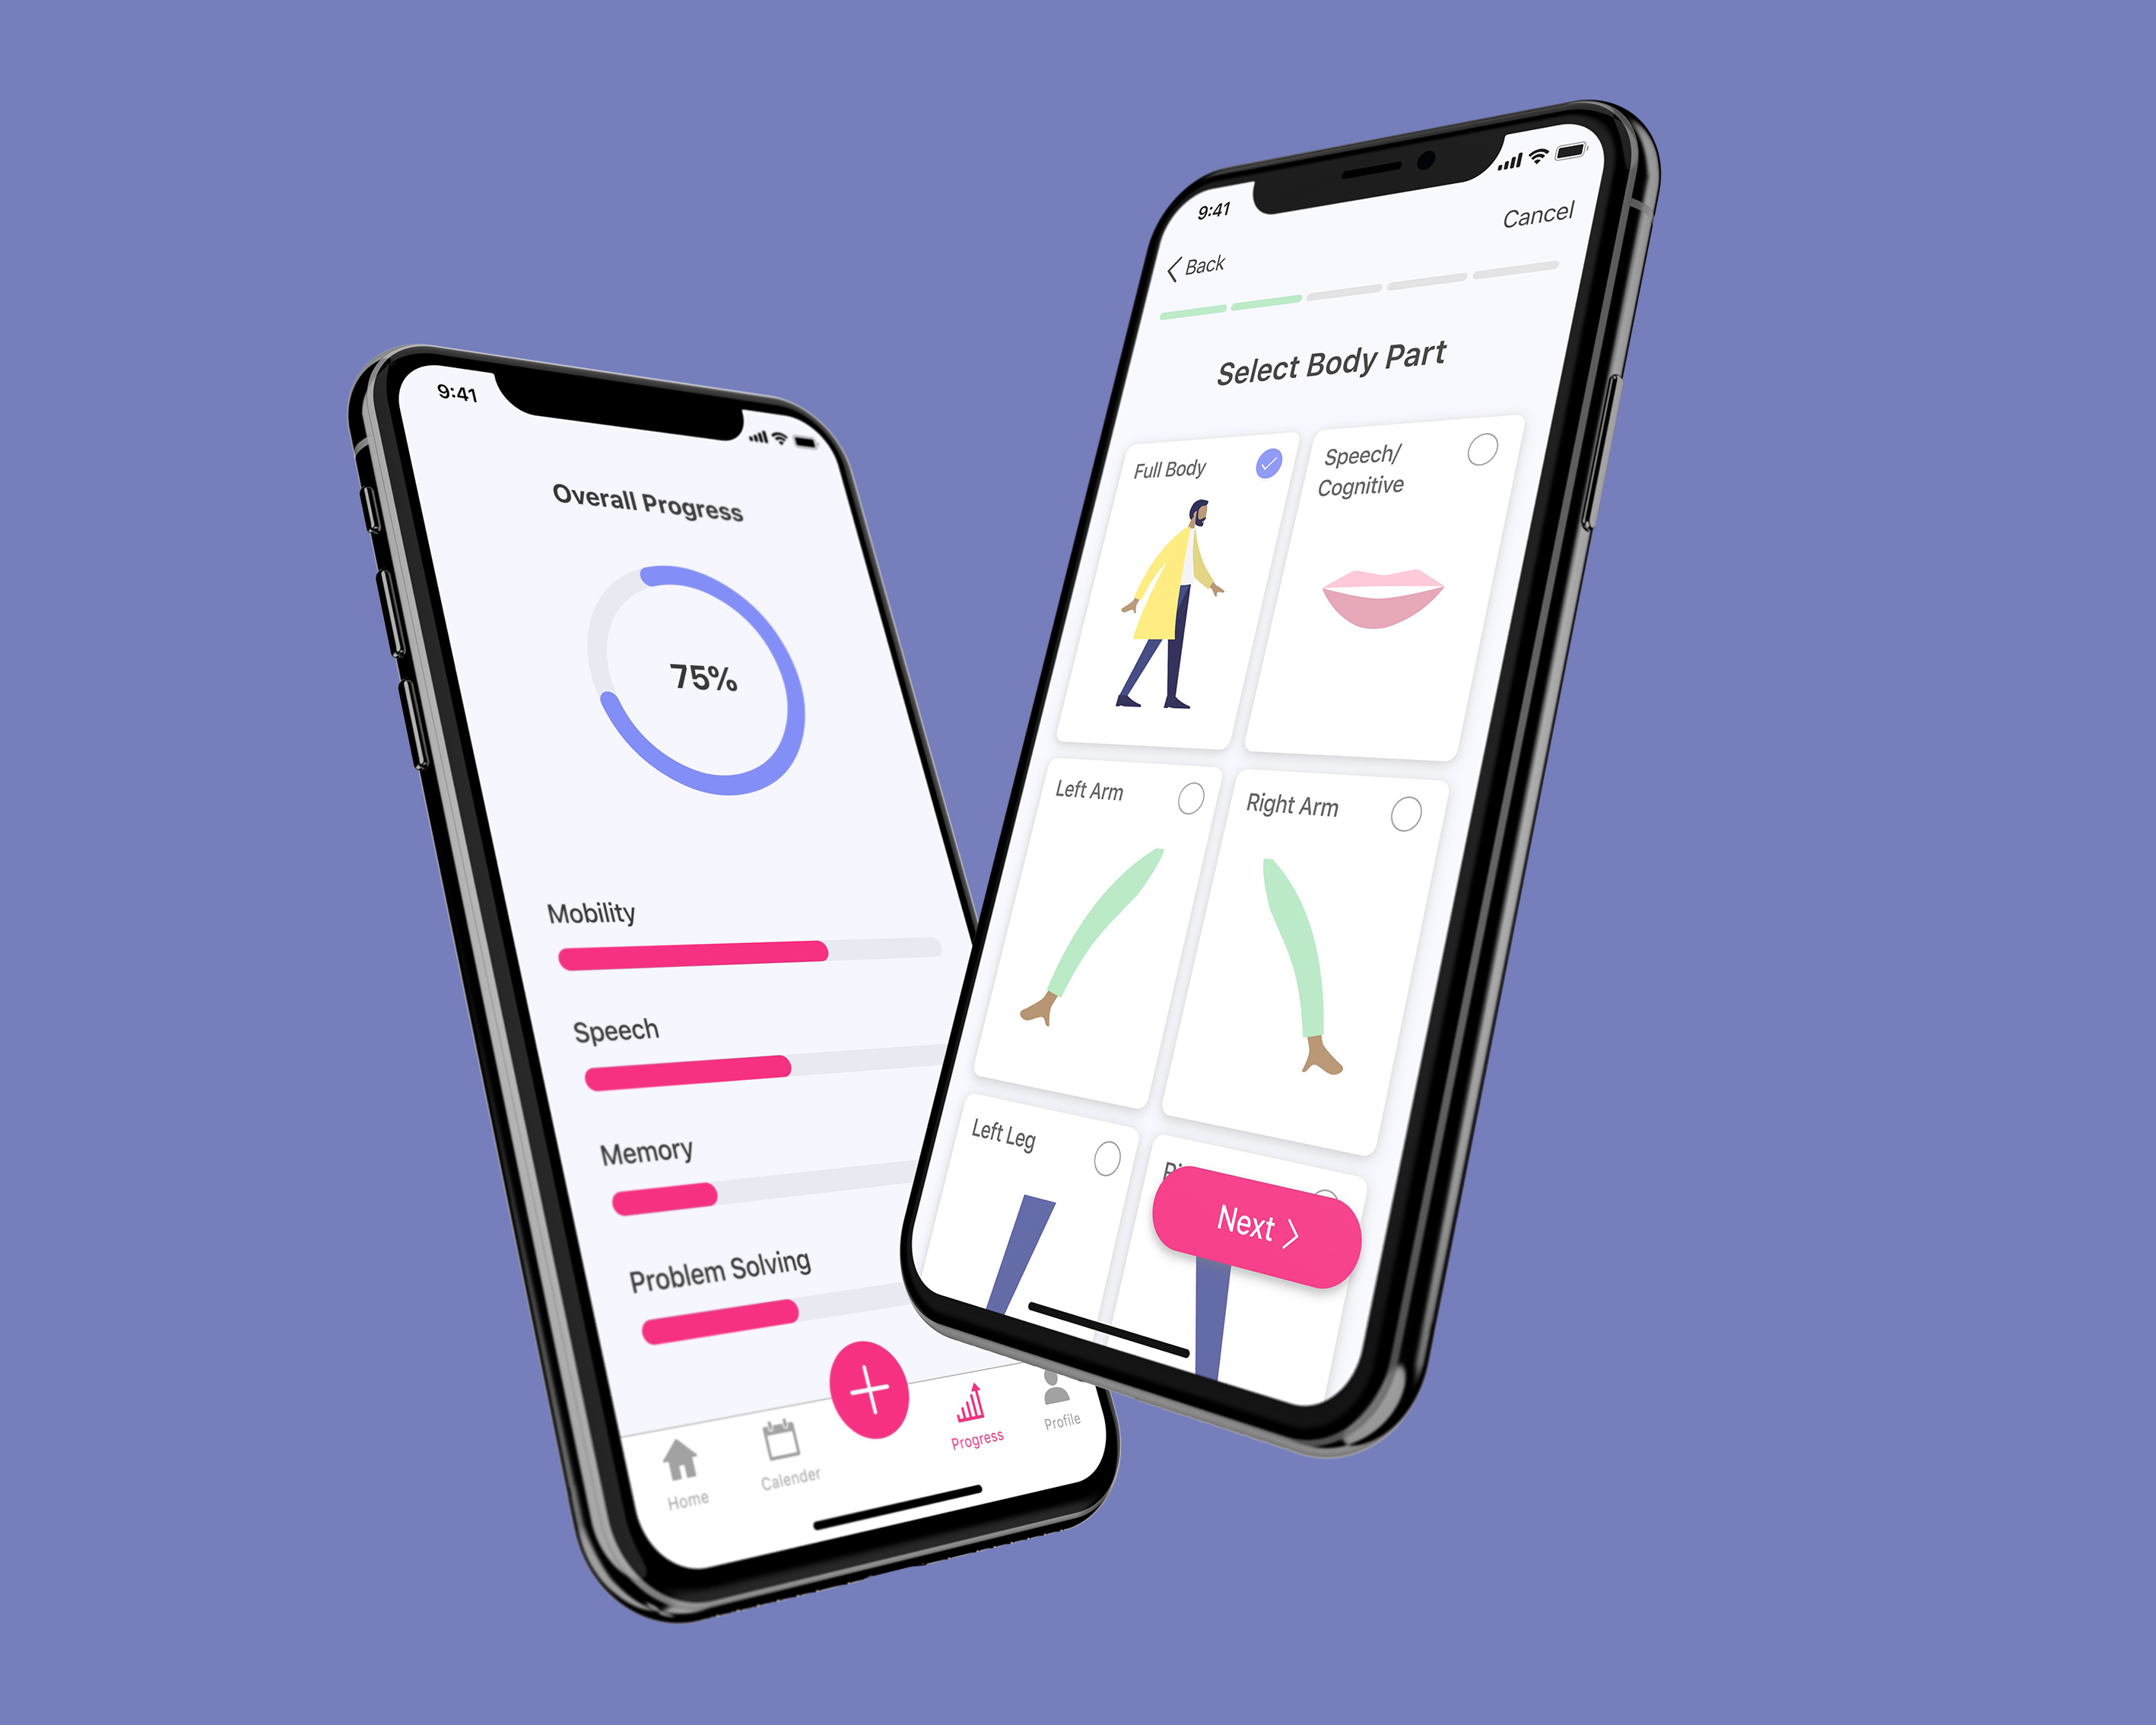 9:41
Overall Progress
75%
Mobility
Speech
Memory
Problem Solving
Home
Calender
Progress
Profile
9:41
Cancel
Back
Select Body Part
Full Body
Speech/
Cognitive
Left Arm
Right Arm
Left Leg
Next